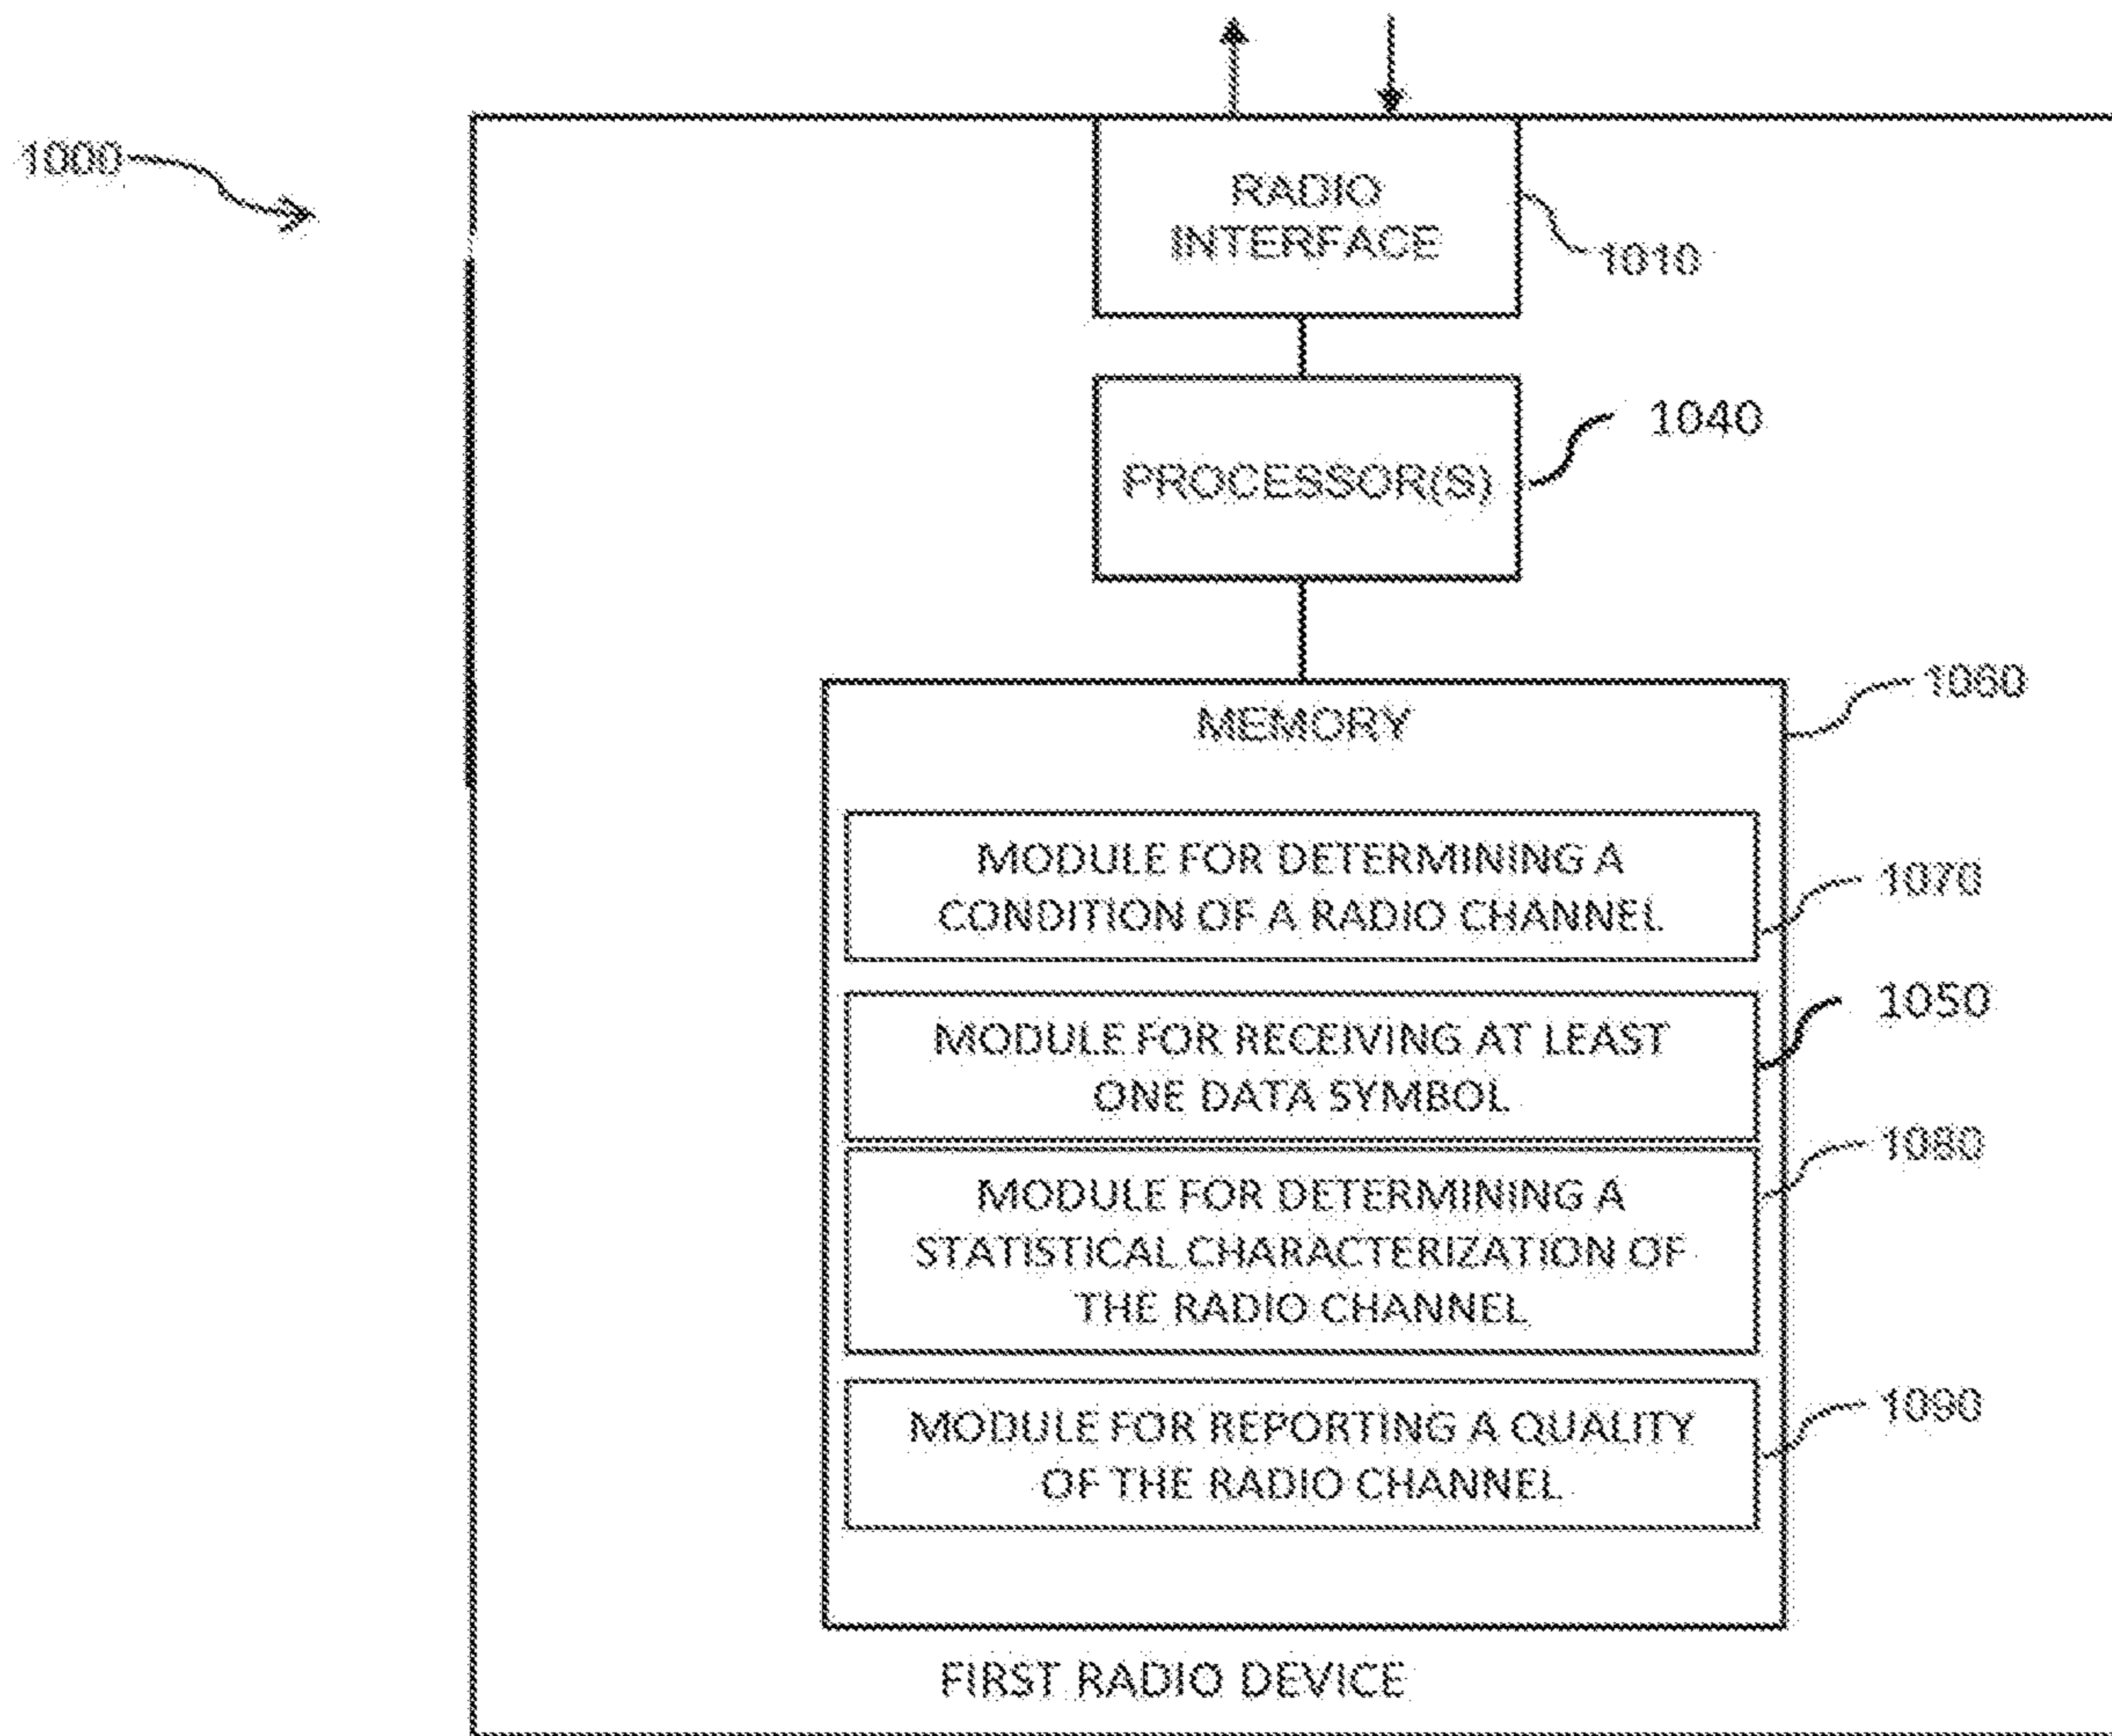 1000
RADIO
INTERFACE
1010
PROCESSOR(S)
1040
MEMORY
1060
MODULE FOR DETERMINING A
CONDITION OF A RADIO CHANNEL
1070
MODULE FOR RECEIVING AT LEAST
ONE DATA SYMBOL
1050
MODULE FOR DETERMINING A
STATISTICAL CHARACTERIZATION OF
THE RADIO CHANNEL
1080
MODULE FOR REPORTING A QUALITY
OF THE RADIO CHANNEL
1090
FIRST RADIO DEVICE